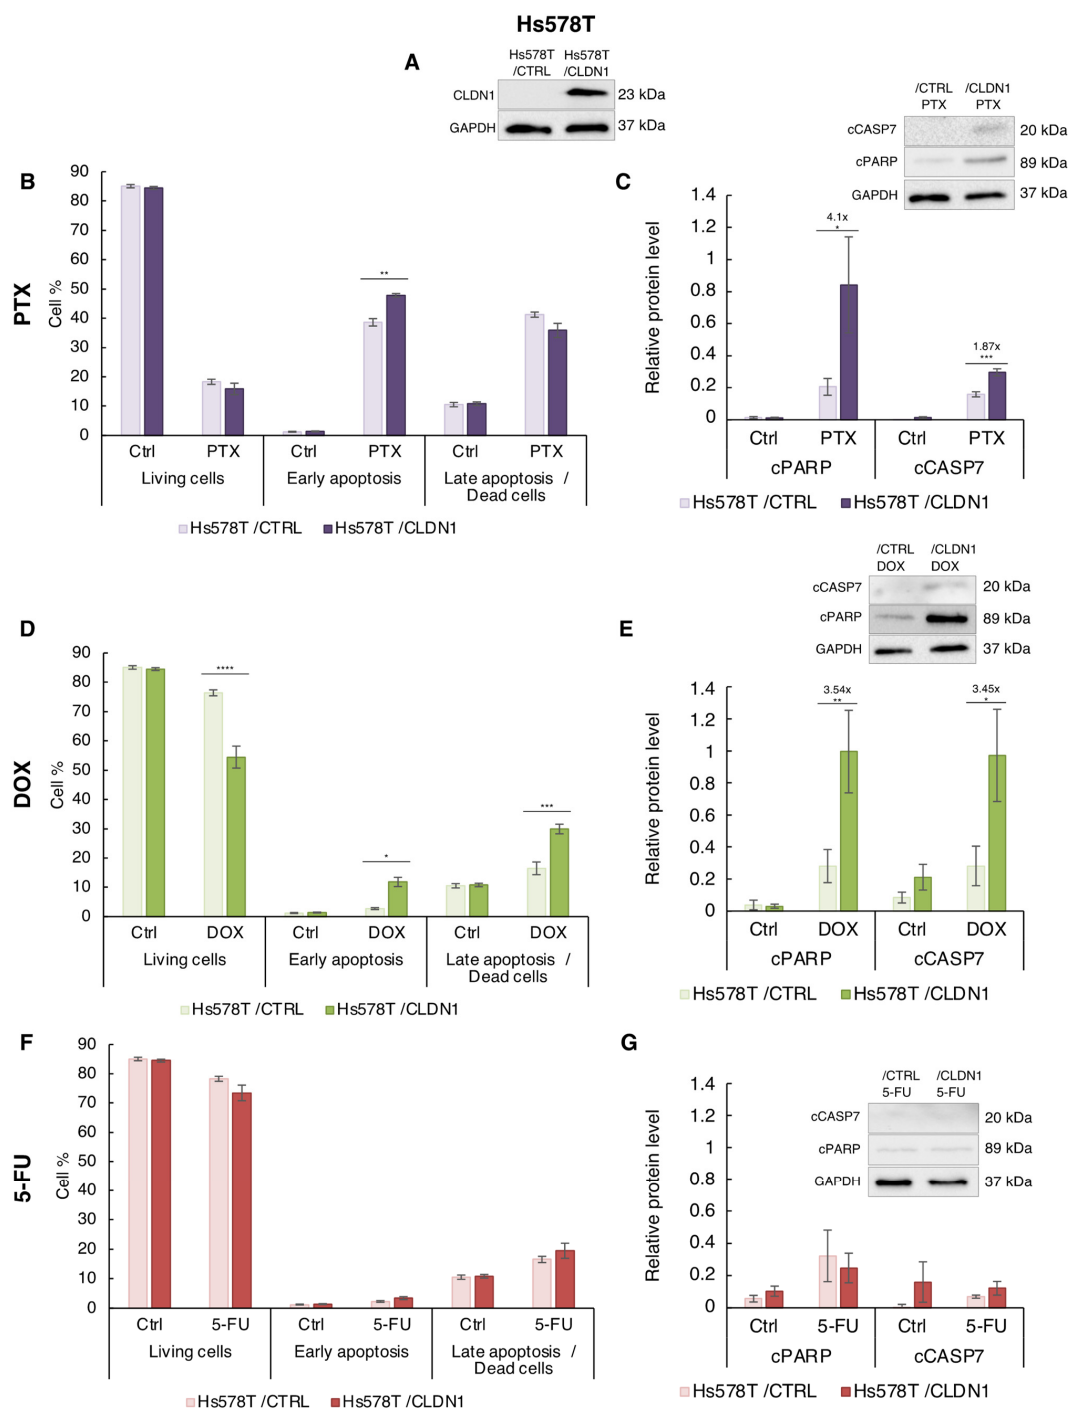 Hs578T
A
Hs578T Hs578T
/CTRL /CLDN1
CLDN1 23 kDa
GAPDH 37 kDa
/CTRL /CLDN1
PTX PTX
cCASP7 20 kDa
cPARP 89 kDa
GAPDH 37 kDa
B
PTX
Cell %
90
80
70
60
50
40
30
20
10
0
**
Ctrl PTX Ctrl PTX Ctrl PTX
Living cells Early apoptosis Late apoptosis /
Dead cells
Hs578T /CTRL Hs578T /CLDN1
C
Relative protein level
1.4
1.2
1
0.8
0.6
0.4
0.2
0
4.1x
*
1.87x
***
Ctrl PTX Ctrl PTX
cPARP cCASP7
Hs578T /CTRL Hs578T /CLDN1
/CTRL /CLDN1
DOX DOX
cCASP7 20 kDa
cPARP 89 kDa
GAPDH 37 kDa
D
DOX
Cell %
90
80
70
60
50
40
30
20
10
0
****
*
***
Ctrl DOX Ctrl DOX Ctrl DOX
Living cells Early apoptosis Late apoptosis /
Dead cells
Hs578T /CTRL Hs578T /CLDN1
E
Relative protein level
1.4
1.2
1
0.8
0.6
0.4
0.2
0
3.54x
**
3.45x
*
Ctrl DOX Ctrl DOX
cPARP cCASP7
Hs578T /CTRL Hs578T /CLDN1
F
5-FU
Cell %
90
80
70
60
50
40
30
20
10
0
Ctrl 5-FU Ctrl 5-FU Ctrl 5-FU
Living cells Early apoptosis Late apoptosis /
Dead cells
Hs578T /CTRL Hs578T /CLDN1
G
/CTRL /CLDN1
5-FU 5-FU
cCASP7 20 kDa
cPARP 89 kDa
GAPDH 37 kDa
Relative protein level
1.4
1.2
1
0.8
0.6
0.4
0.2
0
Ctrl 5-FU Ctrl 5-FU
cPARP cCASP7
Hs578T /CTRL Hs578T /CLDN1